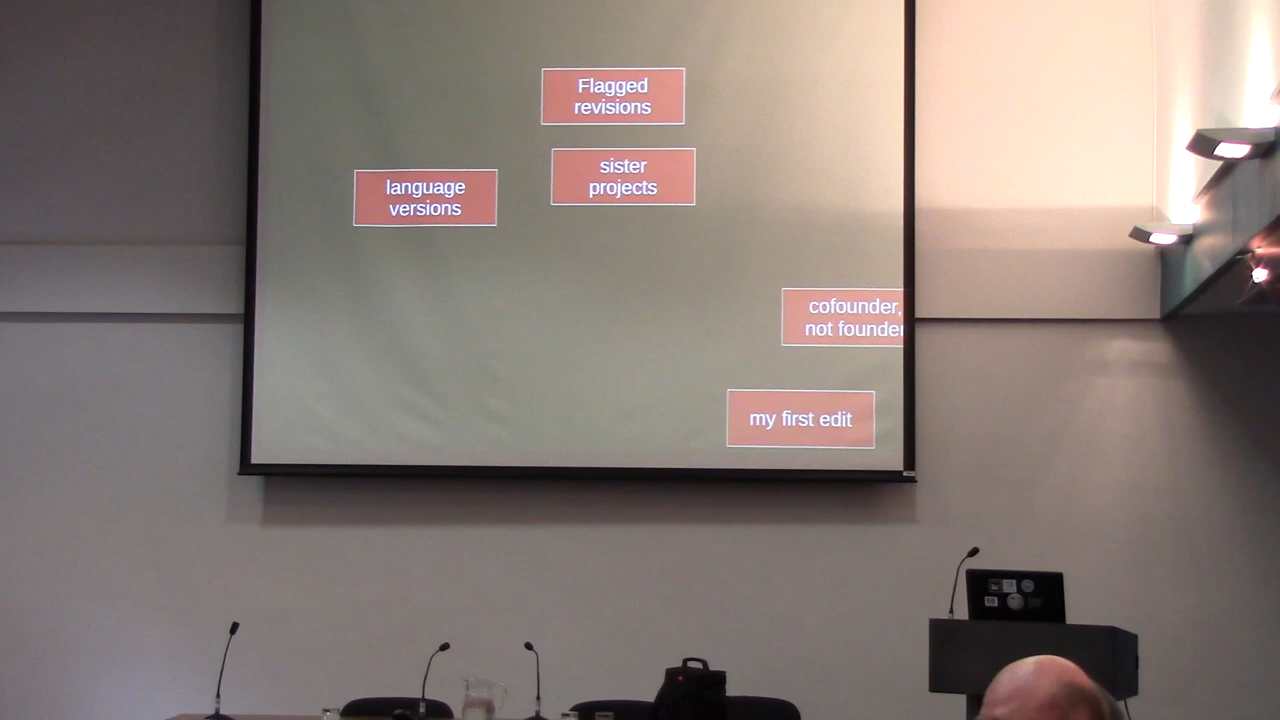 Flagged
revisions
sister
projects
language
versions
cofounder,
not founder
my first edit